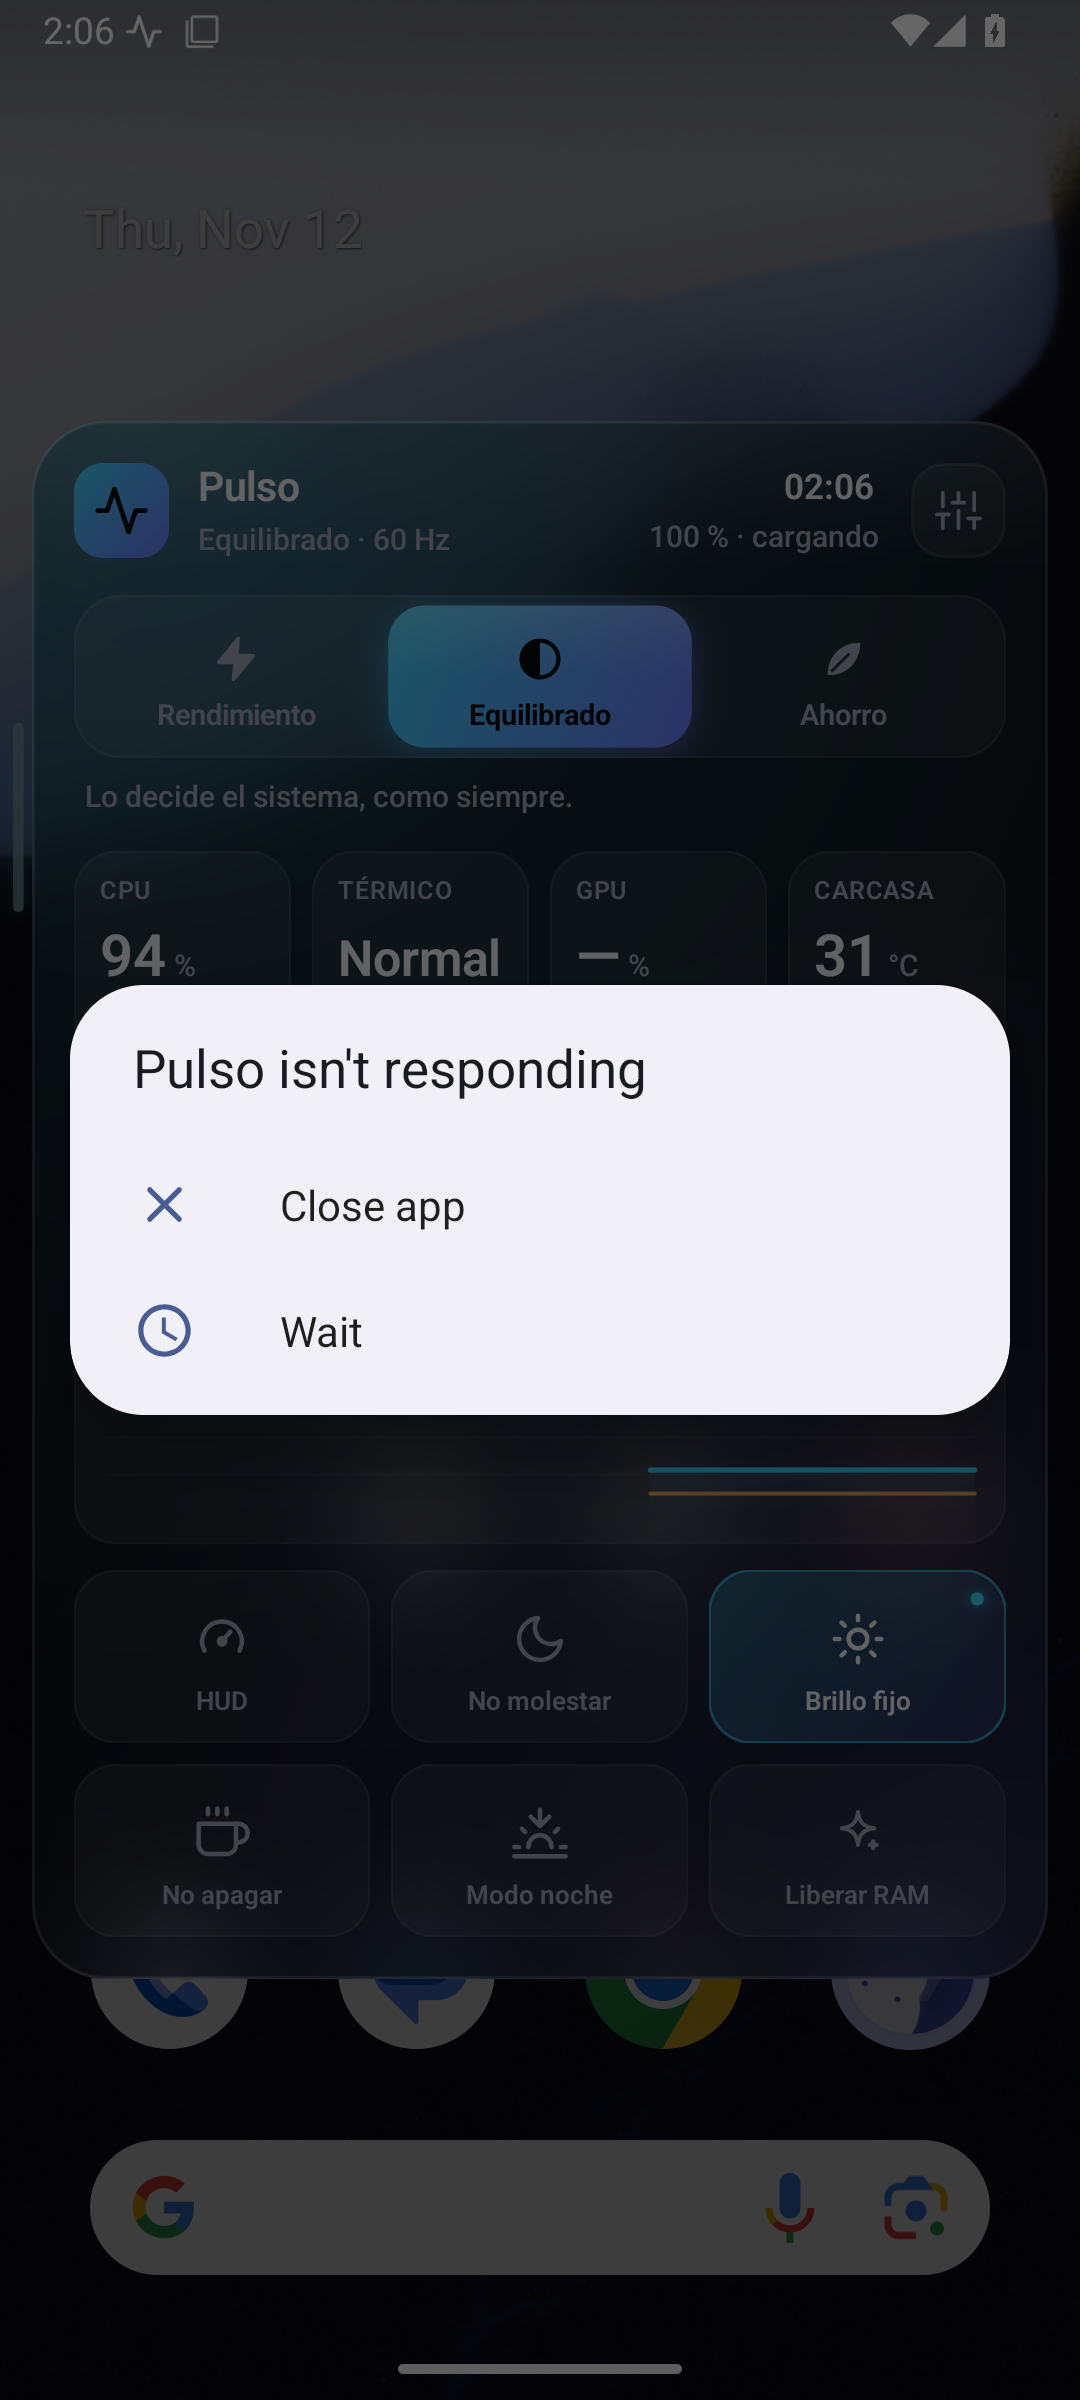 2:06
Thu, Nov 12
Pulso
02:06
Equilibrado · 60 Hz
100 % · cargando
Rendimiento
Equilibrado
Ahorro
Lo decide el sistema, como siempre.
CPU
TÉRMICO
GPU
CARCASA
94 %
Normal
— %
31 °C
Pulso isn't responding
Close app
Wait
HUD
No molestar
Brillo fijo
No apagar
Modo noche
Liberar RAM